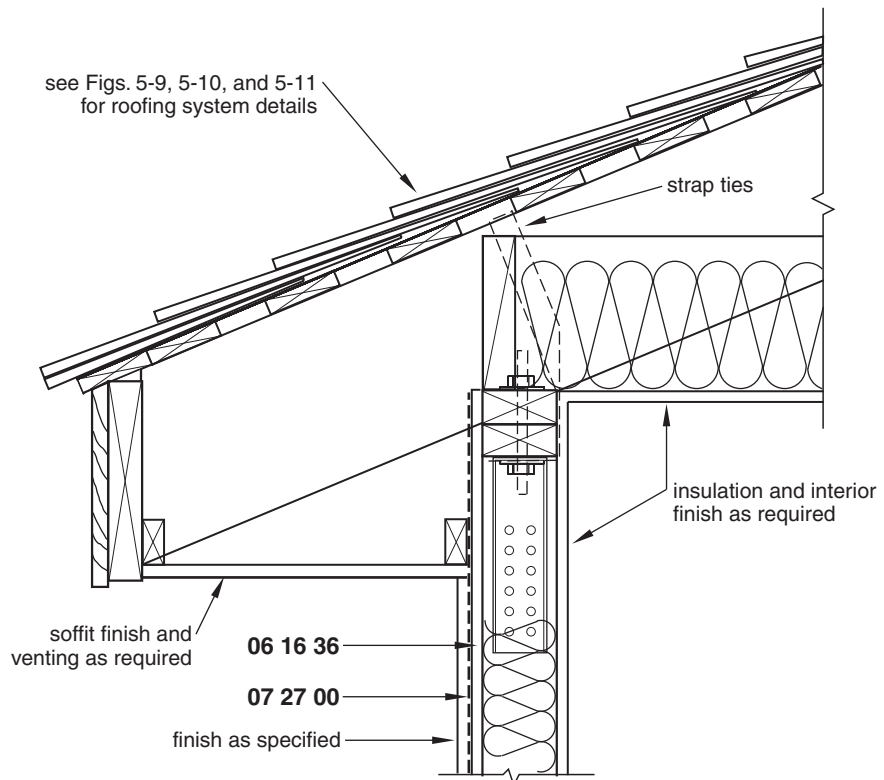 see Figs. 5-9, 5-10, and 5-11
for roofing system details
strap ties
insulation and interior
finish as required
soffit finish and
venting as required
06 16 36
07 27 00
finish as specified